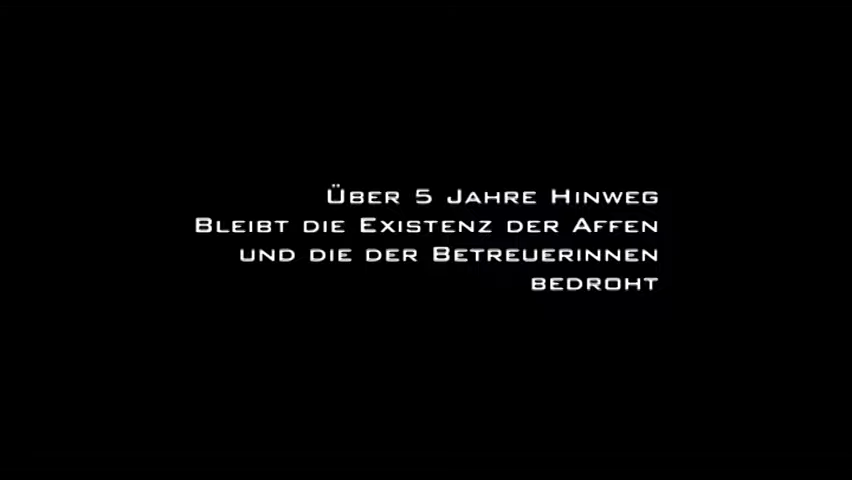 Über 5 Jahre Hinweg
Bleibt die Existenz der Affen
und die der Betreuerinnen
bedroht